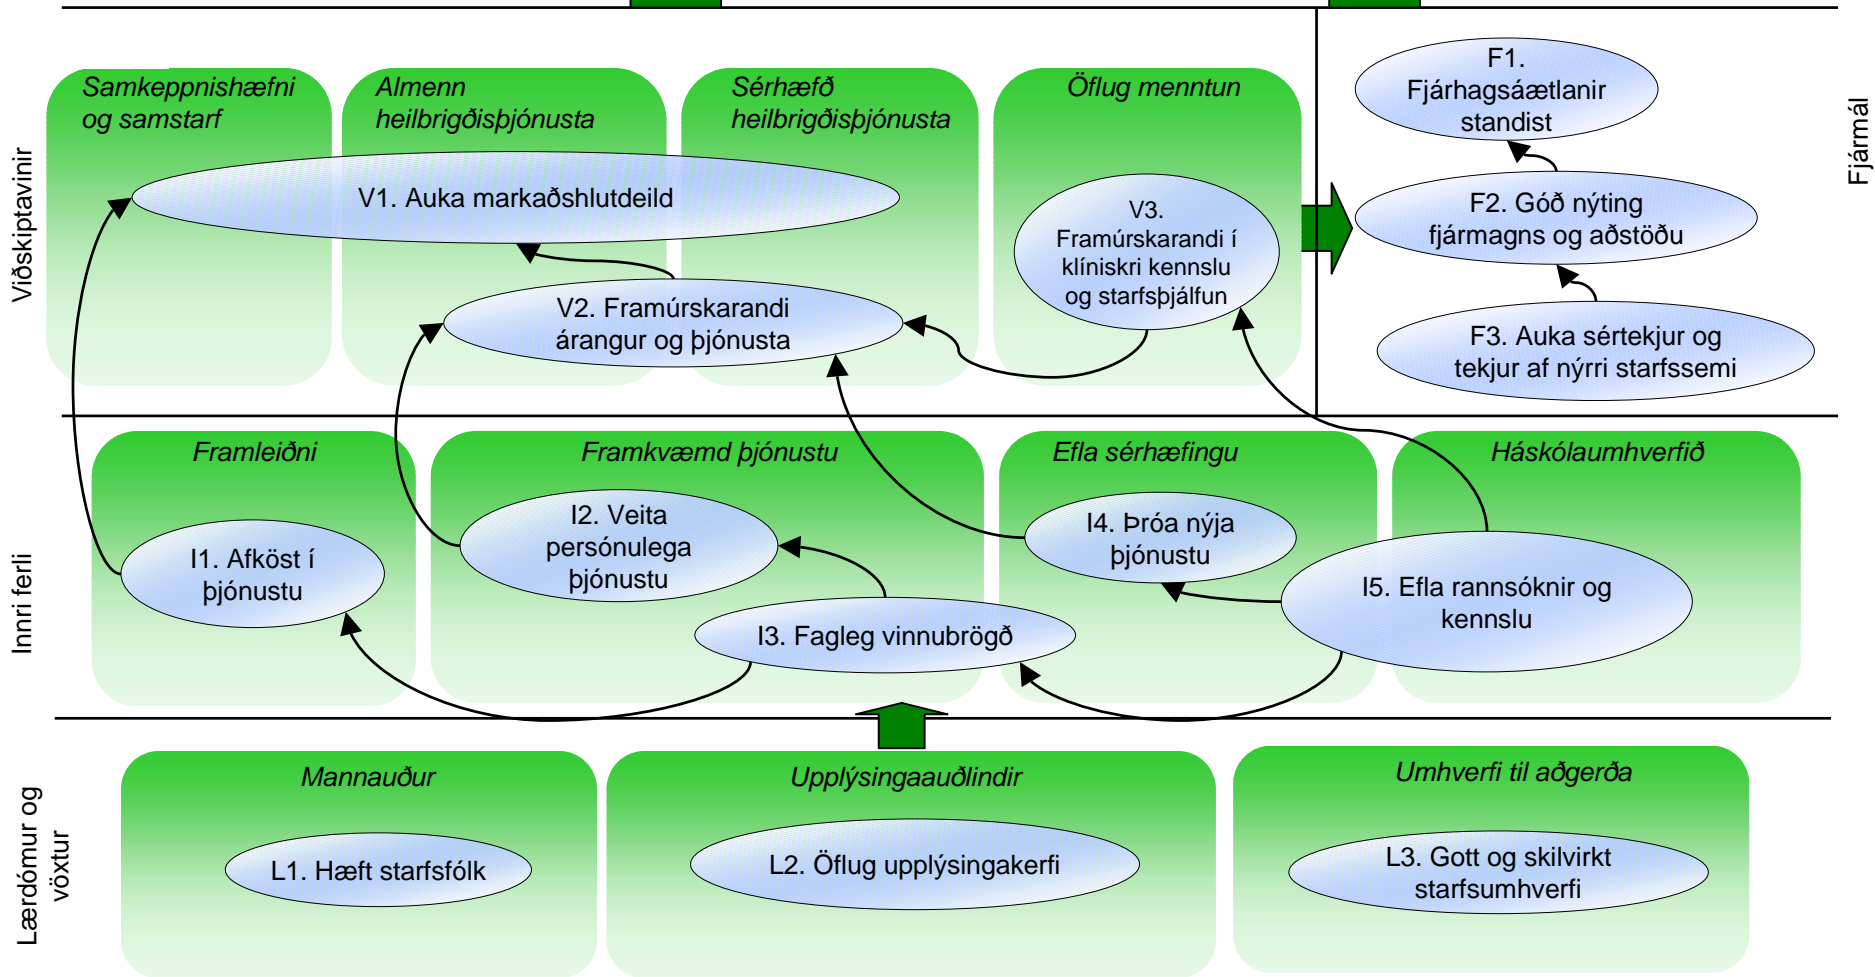 Viðskiptavinir
Samkeppnishæfni
og samstarf
Almenn
heilbrigðisþjónusta
Sérhæfð
heilbrigðisþjónusta
Öflug menntun
V1. Auka markaðshlutdeild
V2. Framúrskarandi
árangur og þjónusta
V3.
Framúrskarandi í
klíniskri kennslu
og starfsþjálfun
Fjármál
F1.
Fjárhagsáætlanir
standist
F2. Góð nýting
fjármagns og aðstöðu
F3. Auka sértekjur og
tekjur af nýrri starfssemi
Innri ferli
Framleiðni
I1. Afköst í
þjónustu
Framkvæmd þjónustu
I2. Veita
persónulega
þjónustu
I3. Fagleg vinnubrögð
Efla sérhæfingu
I4. Þróa nýja
þjónustu
Háskólaumhverfið
I5. Efla rannsóknir og
kennslu
Lærdómur og
vöxtur
Mannauður
L1. Hæft starfsfólk
Upplýsingaauðlindir
L2. Öflug upplýsingakerfi
Umhverfi til aðgerða
L3. Gott og skilvirkt
starfsumhverfi